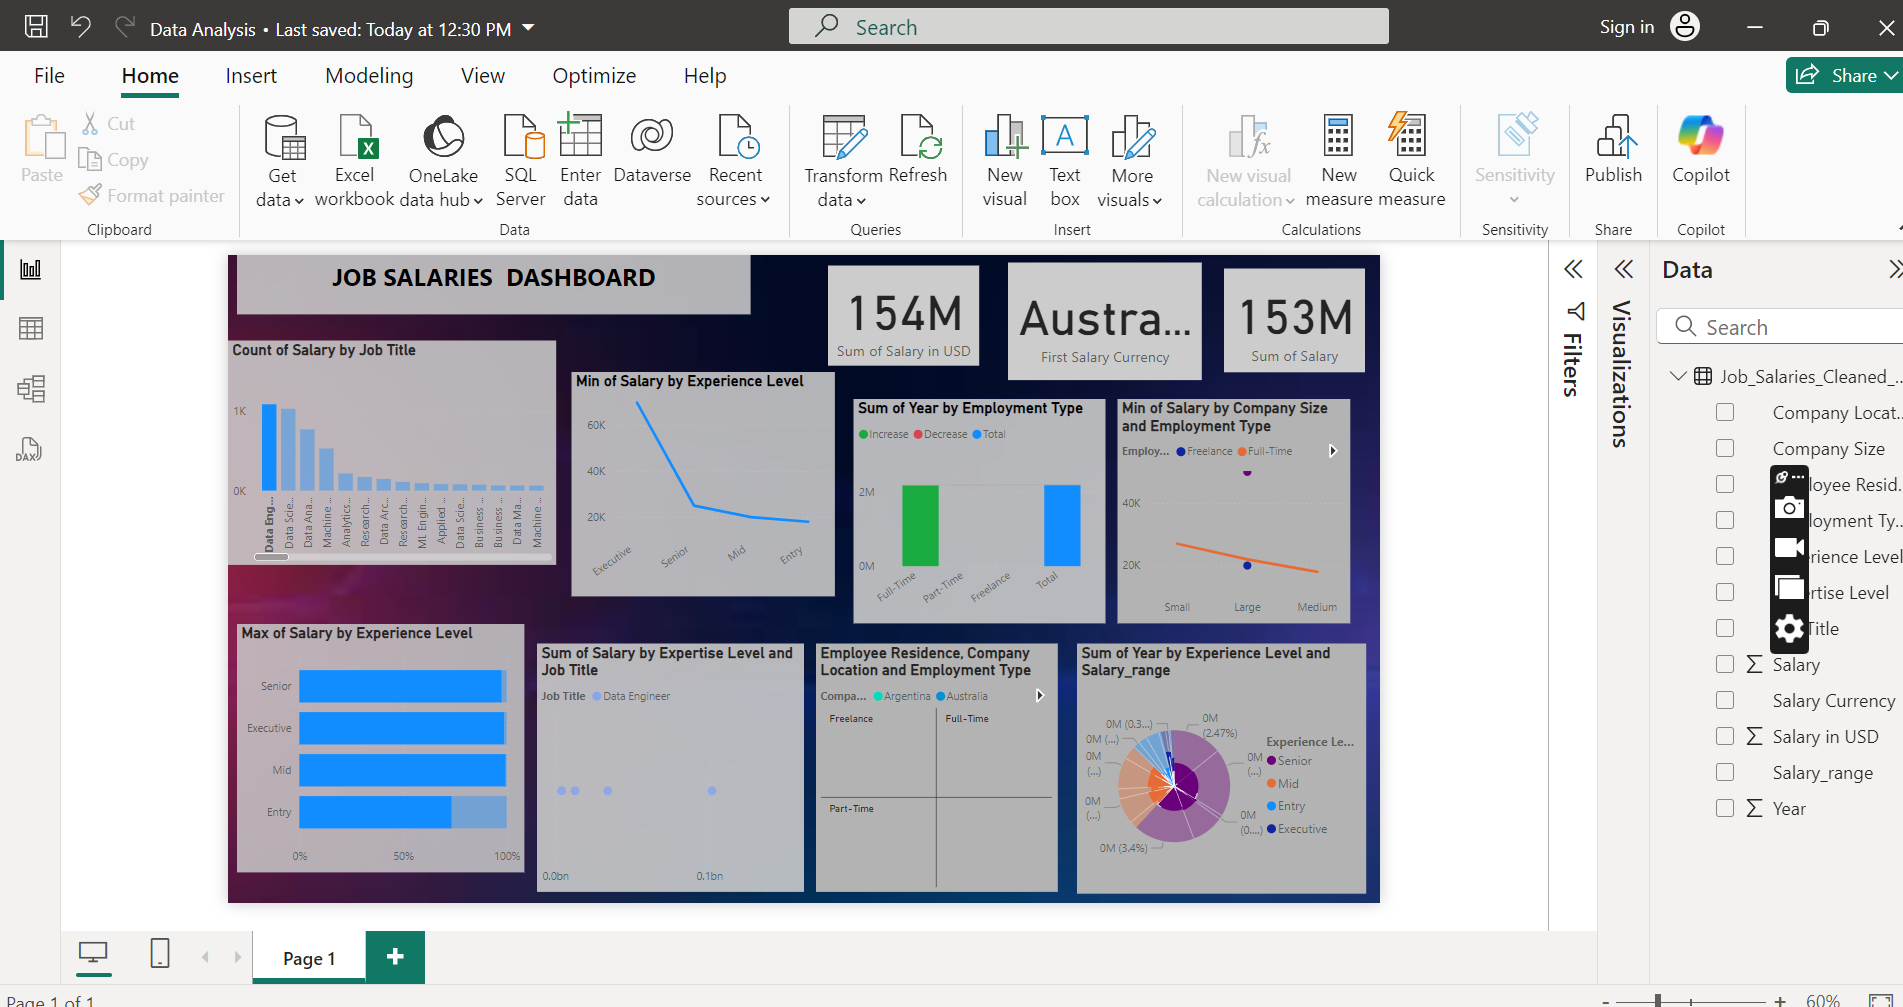 Data Analysis • Last saved: Today at 12:30 PM
Search
Sign in
File Home Insert Modeling View Optimize Help
Share
Paste
Cut
Copy
Format painter
Clipboard
Get data
Excel workbook
OneLake data hub
SQL Server
Enter data
Dataverse
Recent sources
Data
Transform data
Refresh
Queries
New visual
Text box
More visuals
Insert
New visual calculation
New measure
Quick measure
Calculations
Sensitivity
Sensitivity
Publish
Share
Copilot
Copilot
JOB SALARIES DASHBOARD
154M
Sum of Salary in USD
Austra...
First Salary Currency
153M
Sum of Salary
Count of Salary by Job Title
1K
0K
Data Eng...
Data Scie...
Data Ana...
Machine ...
Analytics...
Research...
Data Arc...
Research...
ML Engin...
Applied ...
Data Scie...
Business ...
Business ...
Data Ma...
Machine ...
Min of Salary by Experience Level
60K
40K
20K
Executive
Senior
Mid
Entry
Sum of Year by Employment Type
Increase Decrease Total
2M
0M
Full-Time
Part-Time
Freelance
Total
Min of Salary by Company Size
and Employment Type
Employ... Freelance Full-Time
40K
20K
Small Large Medium
Max of Salary by Experience Level
Senior
Executive
Mid
Entry
0% 50% 100%
Sum of Salary by Expertise Level and
Job Title
Job Title Data Engineer
0.0bn 0.1bn
Employee Residence, Company
Location and Employment Type
Compa... Argentina Australia
Freelance Full-Time
Part-Time
Sum of Year by Experience Level and
Salary_range
0M (0.3...)
0M (...)
0M
(...)
0M
(...)
0M (3.4%)
0M
(2.47%)
0M
(...)
0M
(0....)
Experience Le...
Senior
Mid
Entry
Executive
Filters
Visualizations
Data
Search
Job_Salaries_Cleaned_...
Company Locat...
Company Size
loyee Resid...
loyment Ty...
erience Level
rtise Level
Title
Salary
Salary Currency
Salary in USD
Salary_range
Year
Page 1
Page 1 of 1
- + 60%
DAX